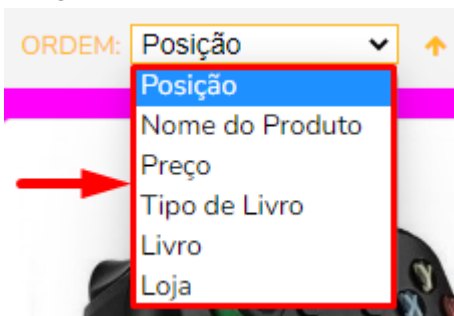 ORDEM: Posição
Posição
Nome do Produto
Preço
Tipo de Livro
Livro
Loja
Y
X
B